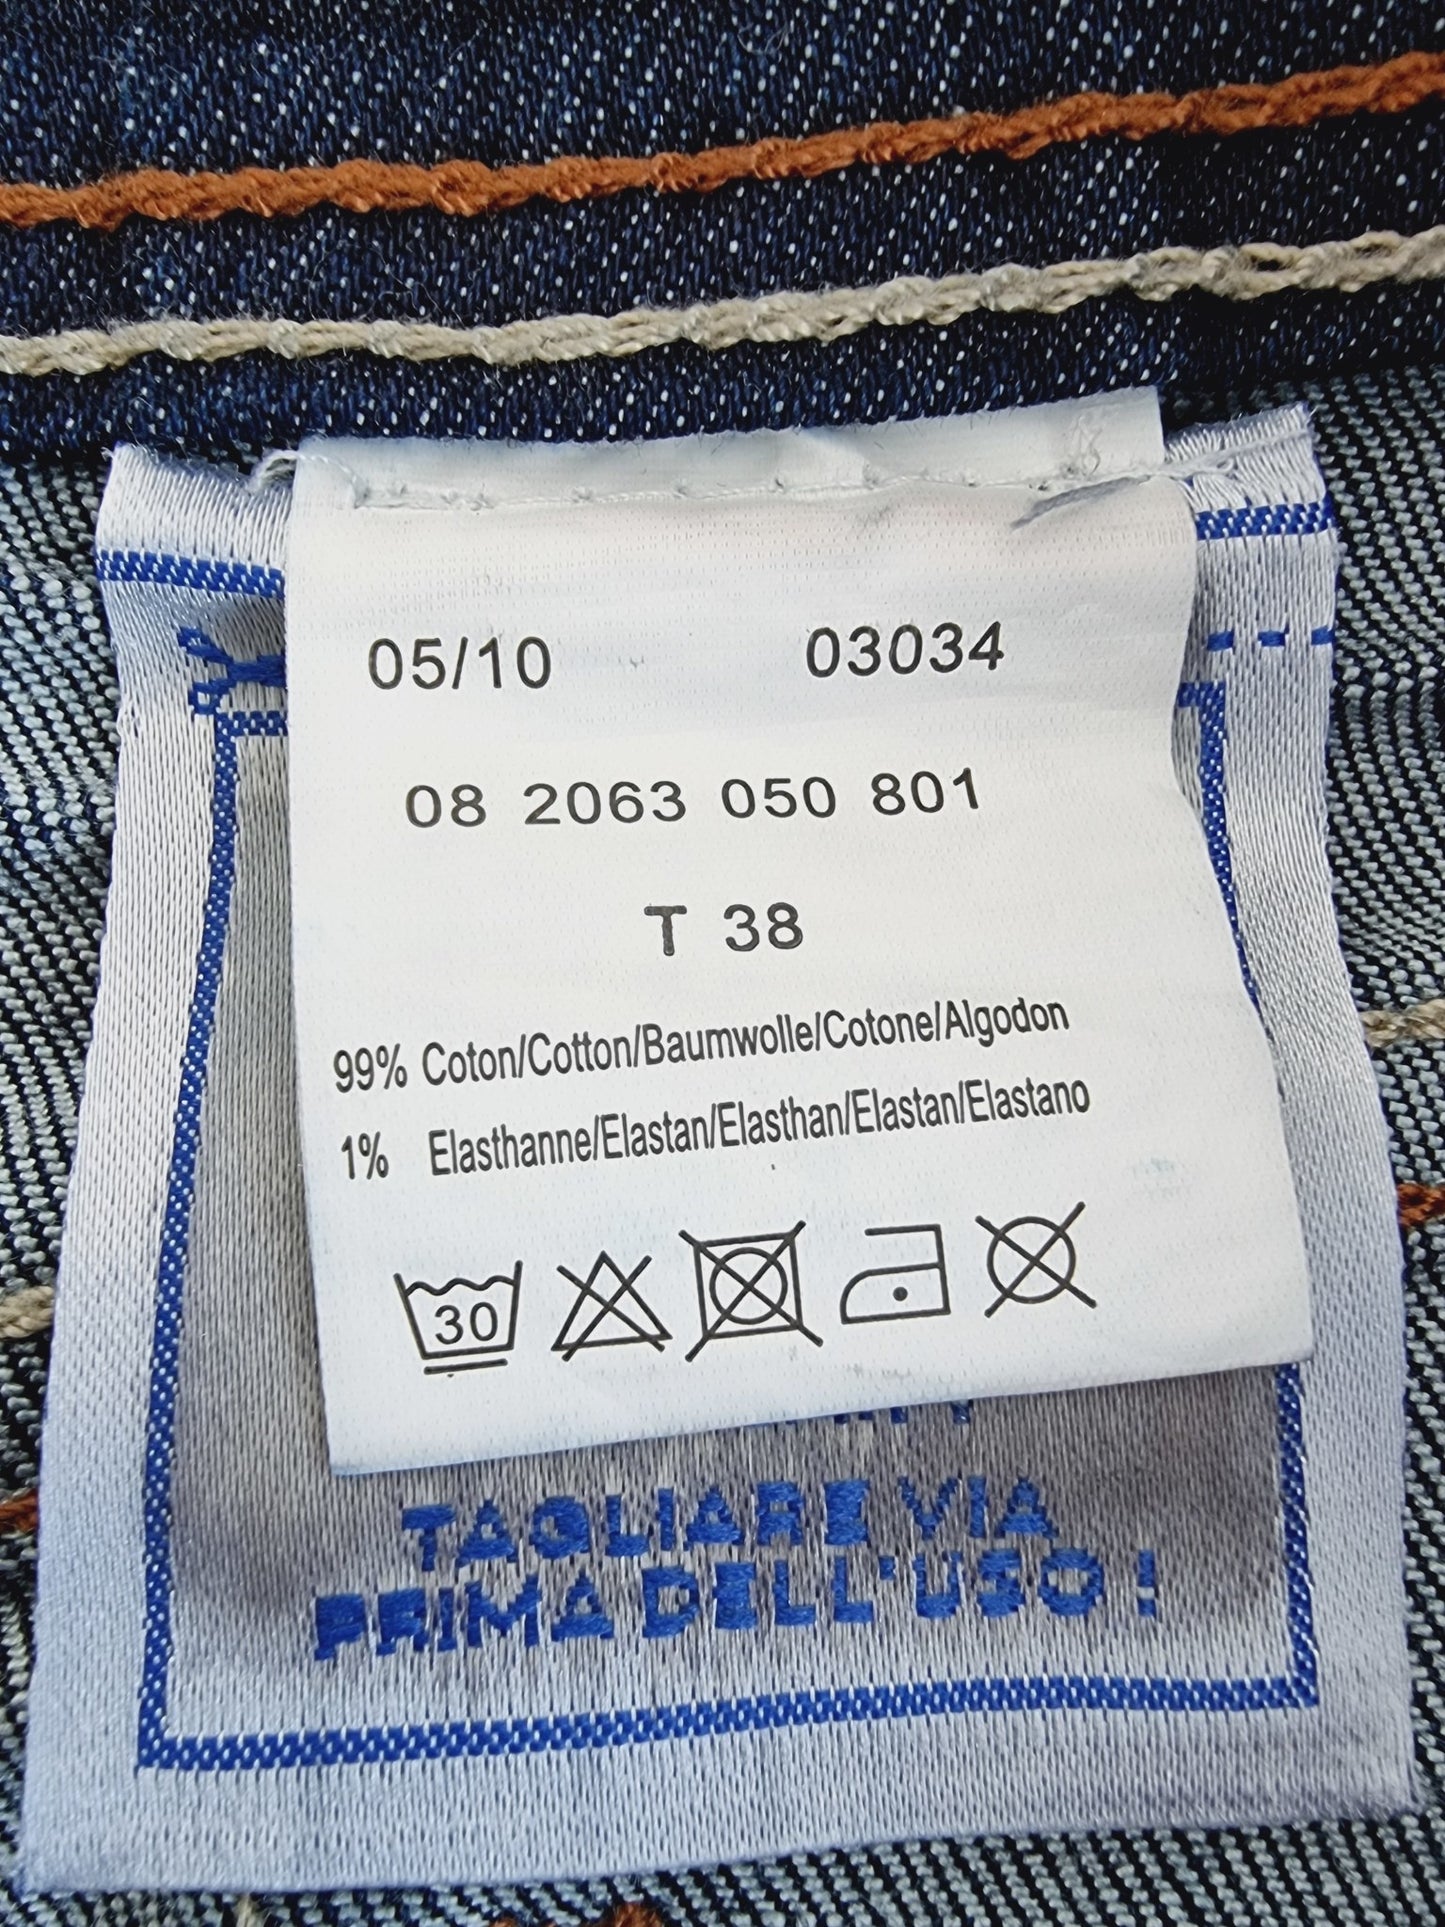 05/10 03034
08 2063 050 801
T 38
99% Coton/Cotton/Baumwolle/Cotone/Algodon
1% Elasthanne/Elastan/Elasthan/Elastan/Elastano
30
TAGLIARE VIA
PRIMA DELL'USO !